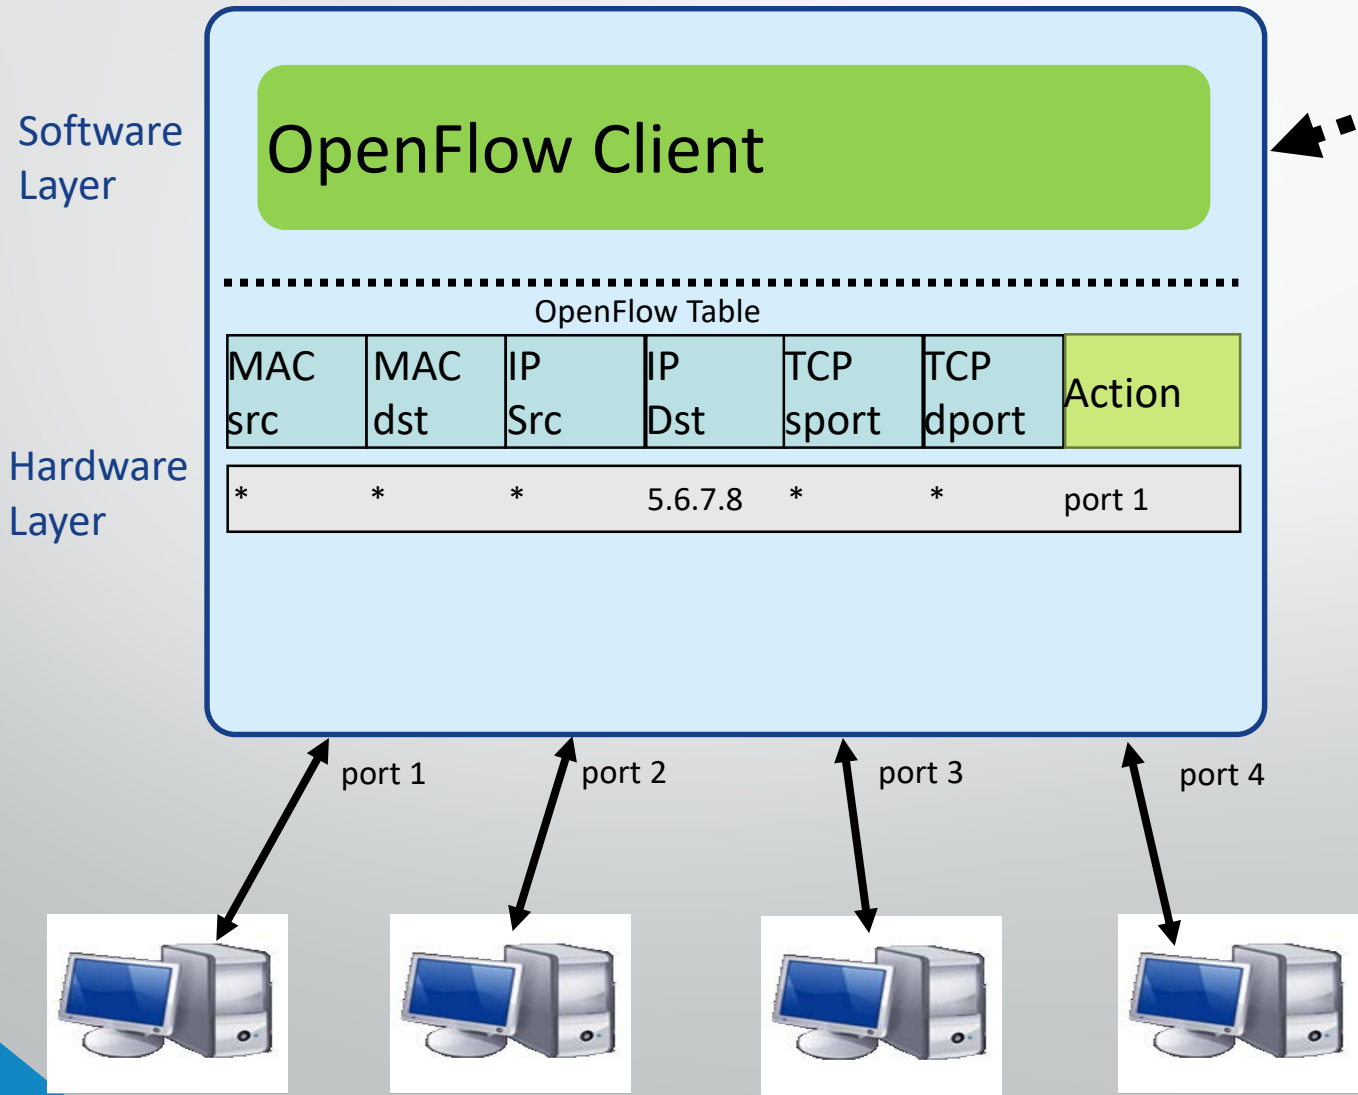 Software
Layer
OpenFlow Client
OpenFlow Table
MAC src
MAC dst
IP Src
IP Dst
TCP sport
TCP dport
Action
Hardware
Layer
* * * 5.6.7.8 * * port 1
port 1
port 2
port 3
port 4